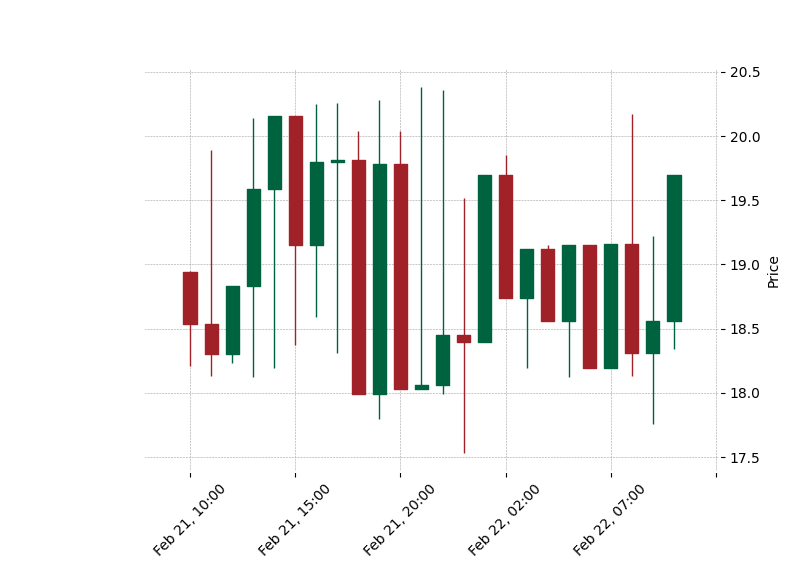 20.5
20.0
19.5
19.0
18.5
18.0
17.5
Price
Feb 21, 10:00
Feb 21, 15:00
Feb 21, 20:00
Feb 22, 02:00
Feb 22, 07:00